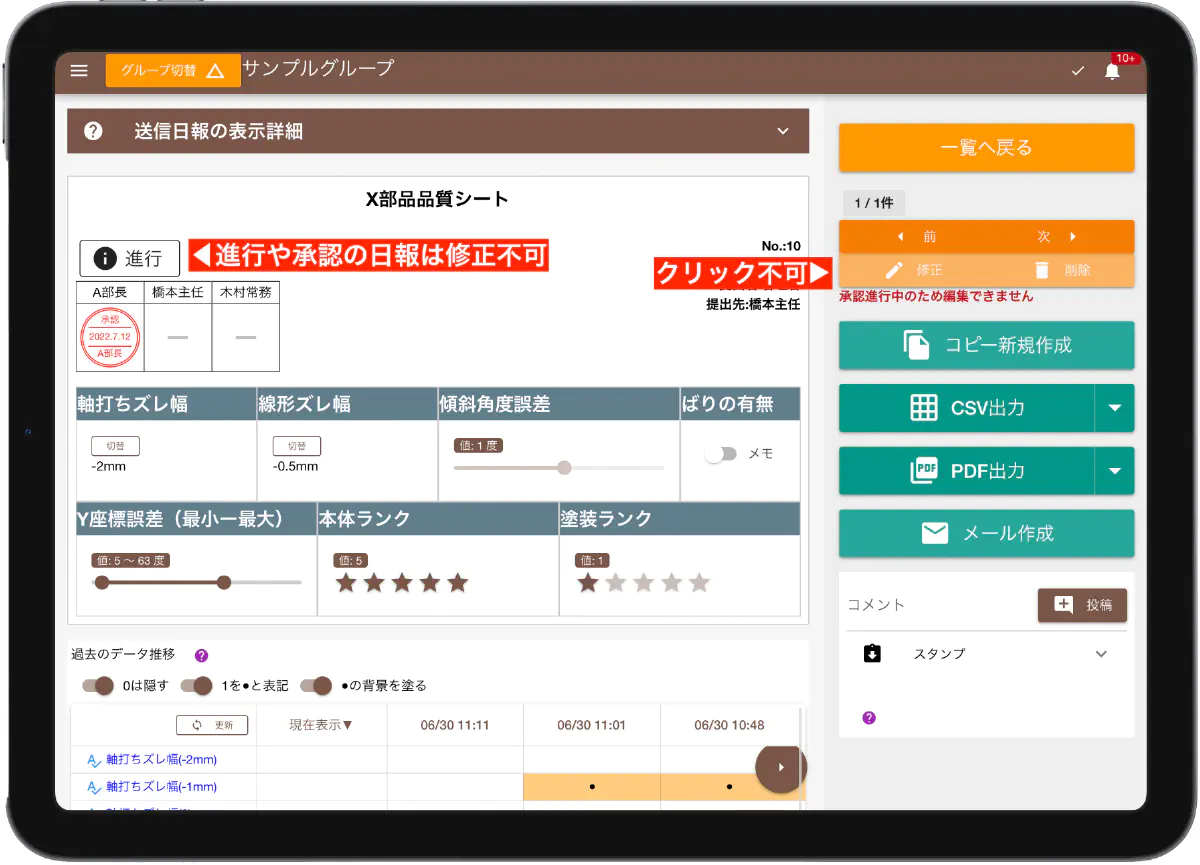 グループ切替
サンプルグループ
10+
送信日報の表示詳細
X部品品質シート
進行
◀進行や承認の日報は修正不可
No.:10
クリック不可▶
提出先:橋本主任
A部長 橋本主任 木村常務
承認
2022.7.12
A部長
軸打ちズレ幅 線形ズレ幅 傾斜角度誤差 ばりの有無
切替 切替 値: 1 度 メモ
-2mm -0.5mm
Y座標誤差（最小ー最大） 本体ランク 塗装ランク
値: 5 ～ 63 度 値: 5 値: 1
過去のデータ推移
0は隠す 1を●と表記 ●の背景を塗る
更新 現在表示▼ 06/30 11:11 06/30 11:01 06/30 10:48
軸打ちズレ幅(-2mm)
軸打ちズレ幅(-1mm) ● ●
一覧へ戻る
1 / 1件
前 次
修正 削除
承認進行中のため編集できません
コピー新規作成
CSV出力
PDF PDF出力
メール作成
コメント 投稿
スタンプ